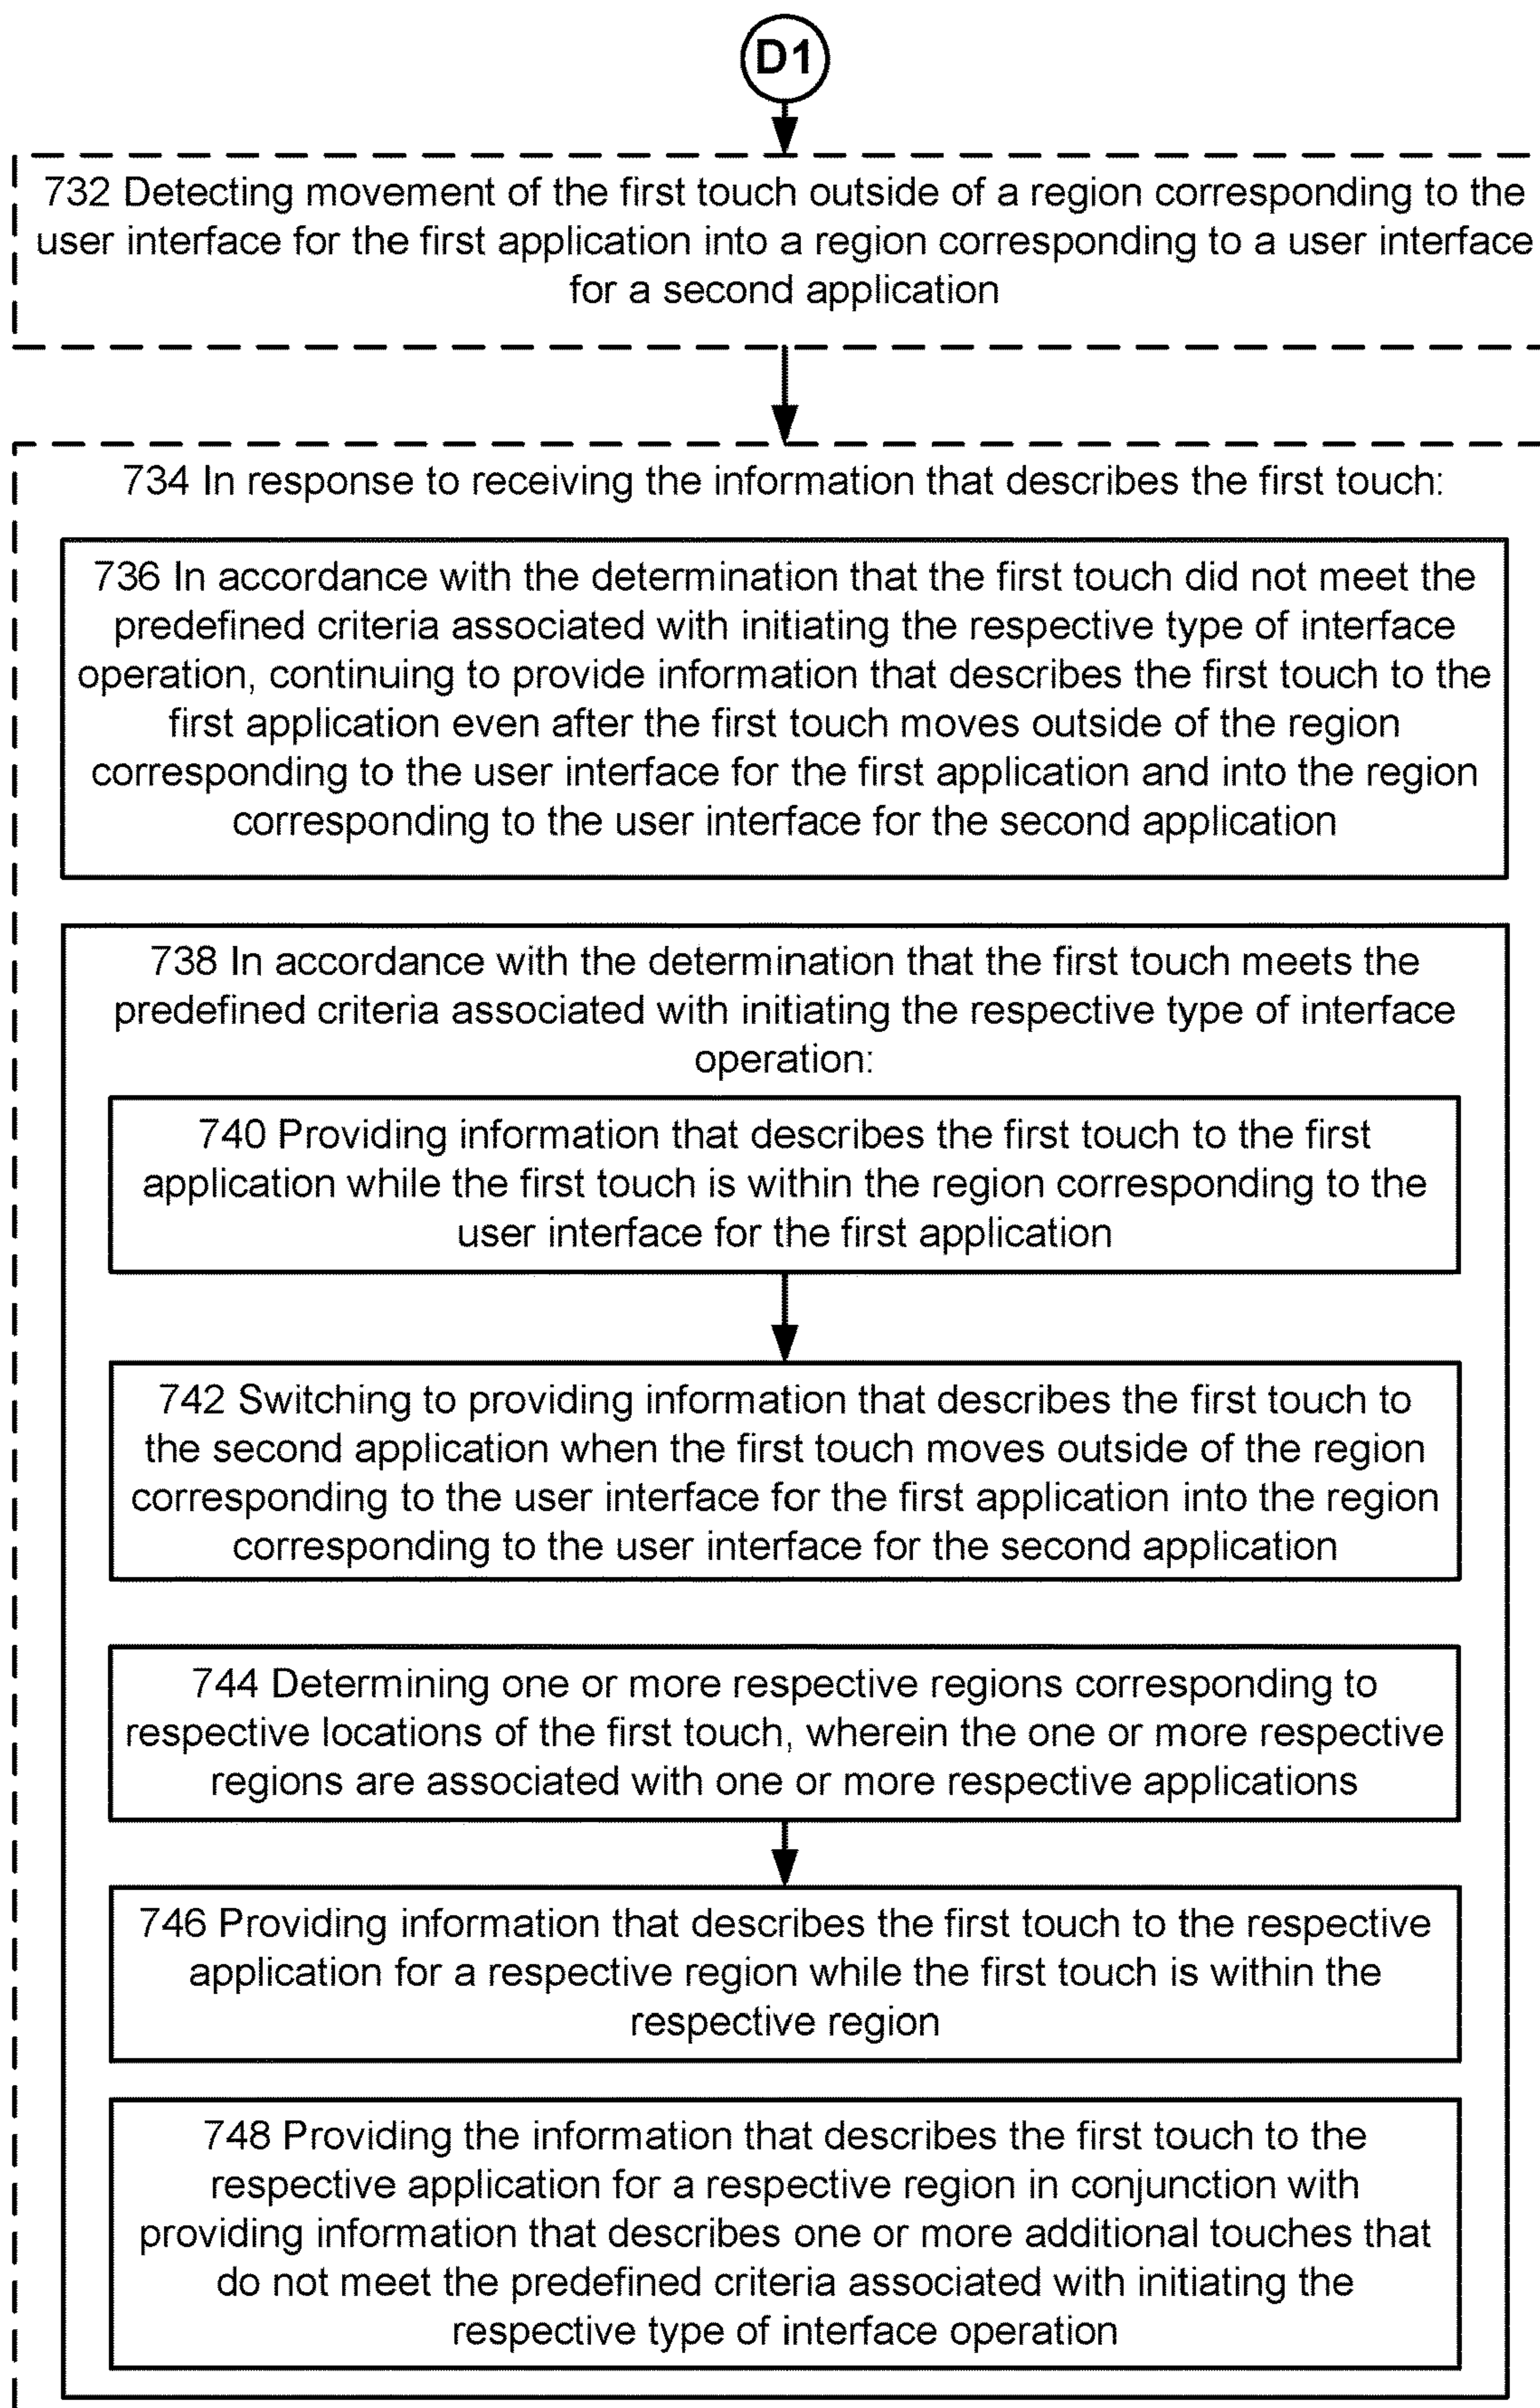 D1
732 Detecting movement of the first touch outside of a region corresponding to the
user interface for the first application into a region corresponding to a user interface
for a second application
734 In response to receiving the information that describes the first touch:
736 In accordance with the determination that the first touch did not meet the
predefined criteria associated with initiating the respective type of interface
operation, continuing to provide information that describes the first touch to the
first application even after the first touch moves outside of the region
corresponding to the user interface for the first application and into the region
corresponding to the user interface for the second application
738 In accordance with the determination that the first touch meets the
predefined criteria associated with initiating the respective type of interface
operation:
740 Providing information that describes the first touch to the first
application while the first touch is within the region corresponding to the
user interface for the first application
742 Switching to providing information that describes the first touch to
the second application when the first touch moves outside of the region
corresponding to the user interface for the first application into the region
corresponding to the user interface for the second application
744 Determining one or more respective regions corresponding to
respective locations of the first touch, wherein the one or more respective
regions are associated with one or more respective applications
746 Providing information that describes the first touch to the respective
application for a respective region while the first touch is within the
respective region
748 Providing the information that describes the first touch to the
respective application for a respective region in conjunction with
providing information that describes one or more additional touches that
do not meet the predefined criteria associated with initiating the
respective type of interface operation